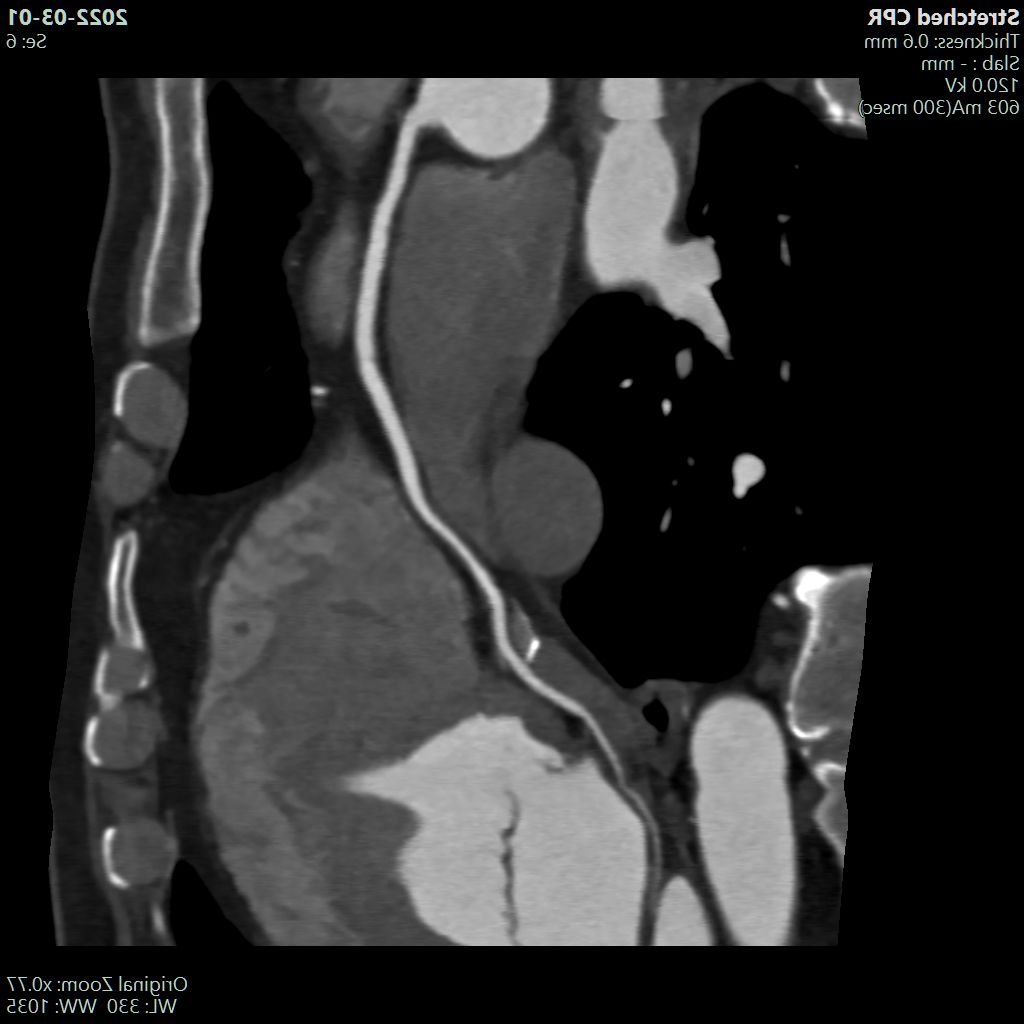 Stretched CPR
Thickness: 0.6 mm
Slab : - mm
120.0 kV
603 mA(300 msec)
2022-03-01
Se: 6
Original Zoom: x0.77
WL: 330 WW: 1035